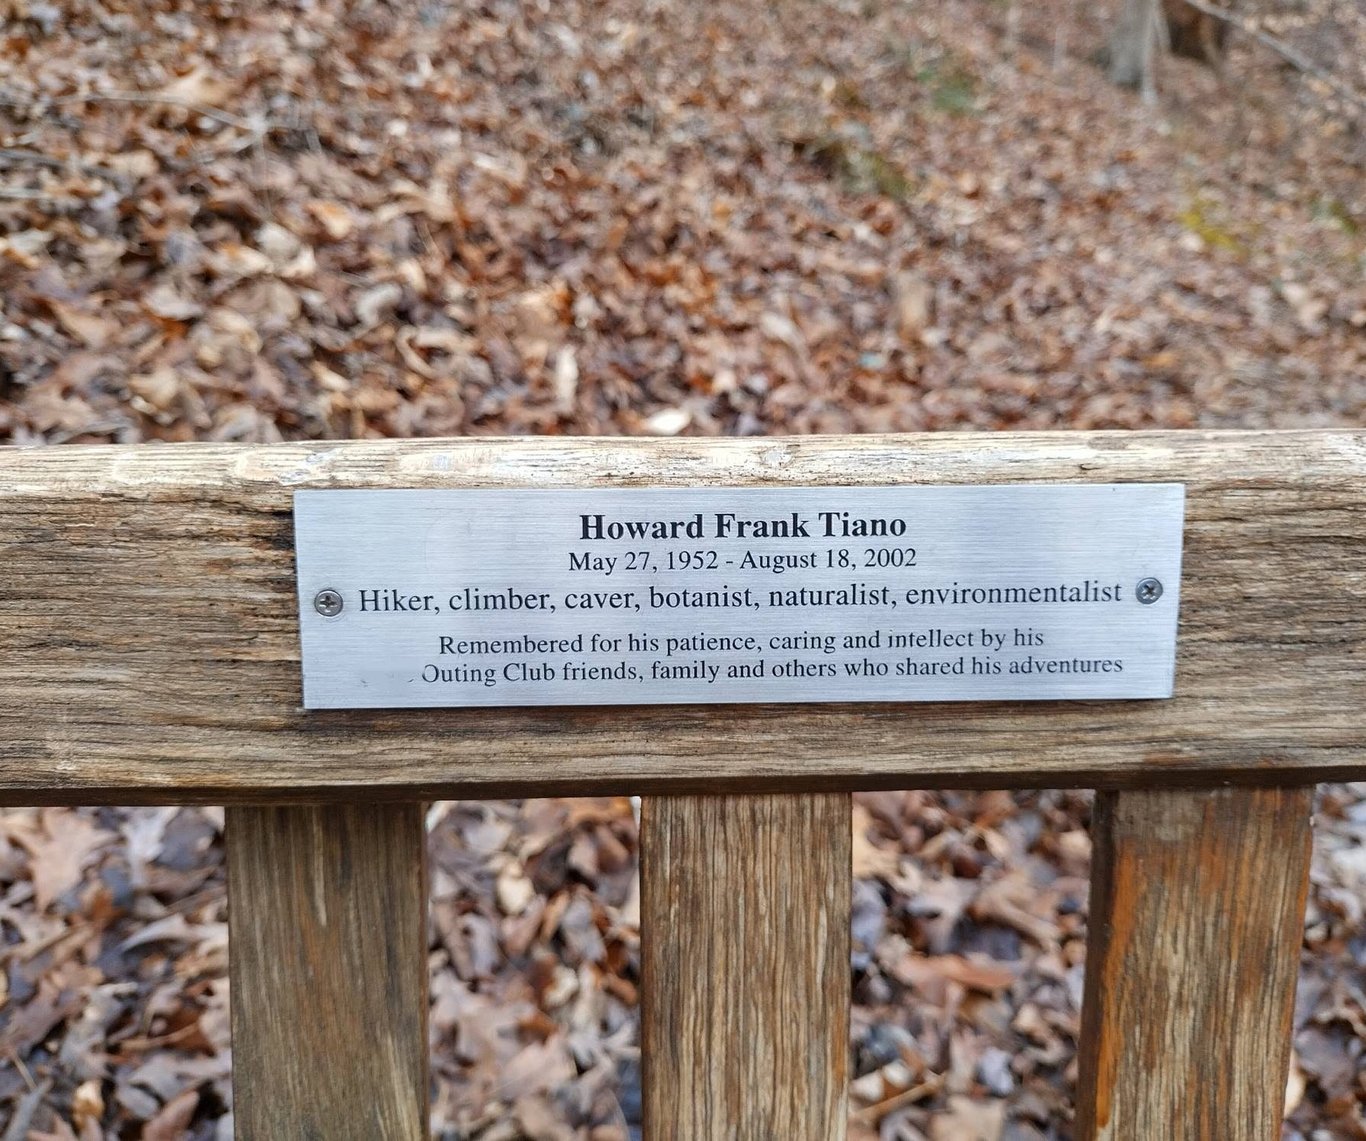 Howard Frank Tiano
May 27, 1952 - August 18, 2002
Hiker, climber, caver, botanist, naturalist, environmentalist
Remembered for his patience, caring and intellect by his
Outing Club friends, family and others who shared his adventures